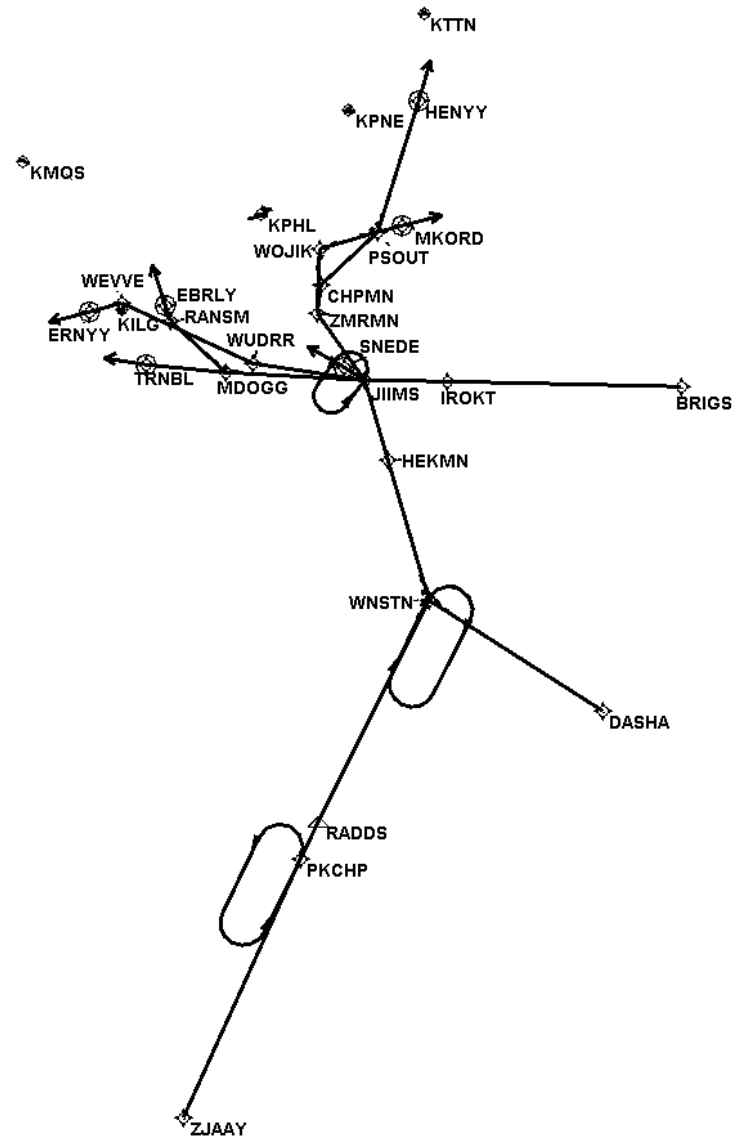 KTTN
HENYY
KPNE
KMQS
KPHL
MKORD
PSOUT
WOJIK
WEVVE
CHPMN
EBRLY
KILG
RANSM
ZMRMN
ERNYY
WUDRR
SNEDE
TRNBL
MDOGG
JIIMS
IROKT
BRIGS
HEKMN
WNSTN
DASHA
RADDS
PKCHP
ZJAAY